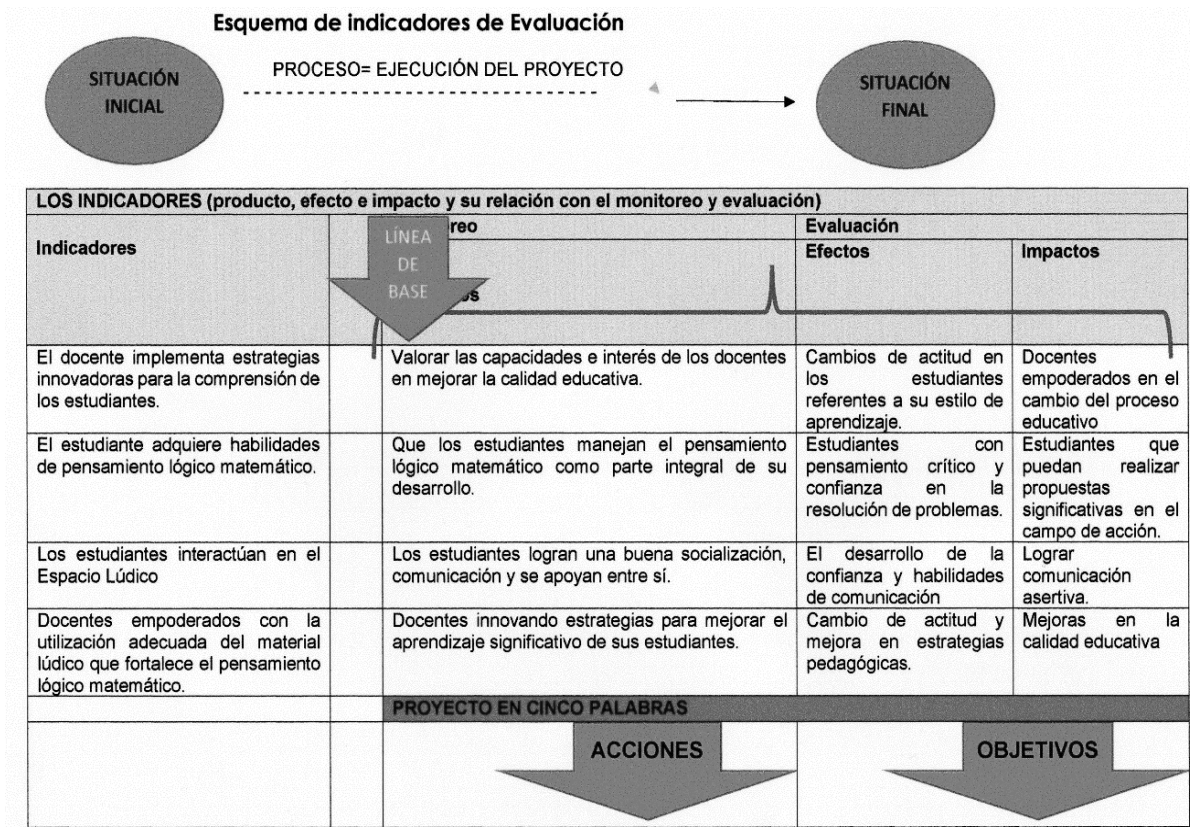 Esquema de indicadores de Evaluación
SITUACIÓN
INICIAL
PROCESO= EJECUCIÓN DEL PROYECTO
SITUACIÓN
FINAL
LOS INDICADORES (producto, efecto e impacto y su relación con el monitoreo y evaluación)
Indicadores
LÍNEA
DE
BASE
Evaluación
Efectos
Impactos
El docente implementa estrategias
innovadoras para la comprensión de
los estudiantes.
Valorar las capacidades e interés de los docentes
en mejorar la calidad educativa.
Cambios de actitud en
los estudiantes
referentes a su estilo de
aprendizaje.
Docentes
empoderados en el
cambio del proceso
educativo
El estudiante adquiere habilidades
de pensamiento lógico matemático.
Que los estudiantes manejan el pensamiento
lógico matemático como parte integral de su
desarrollo.
Estudiantes con
pensamiento crítico y
confianza en la
resolución de problemas.
Estudiantes que
puedan realizar
propuestas
significativas en el
campo de acción.
Los estudiantes interactúan en el
Espacio Lúdico
Los estudiantes logran una buena socialización,
comunicación y se apoyan entre sí.
El desarrollo de la
confianza y habilidades
de comunicación
Lograr
comunicación
asertiva.
Docentes empoderados con la
utilización adecuada del material
lúdico que fortalece el pensamiento
lógico matemático.
Docentes innovando estrategias para mejorar el
aprendizaje significativo de sus estudiantes.
Cambio de actitud y
mejora en estrategias
pedagógicas.
Mejoras en la
calidad educativa
PROYECTO EN CINCO PALABRAS
ACCIONES
OBJETIVOS